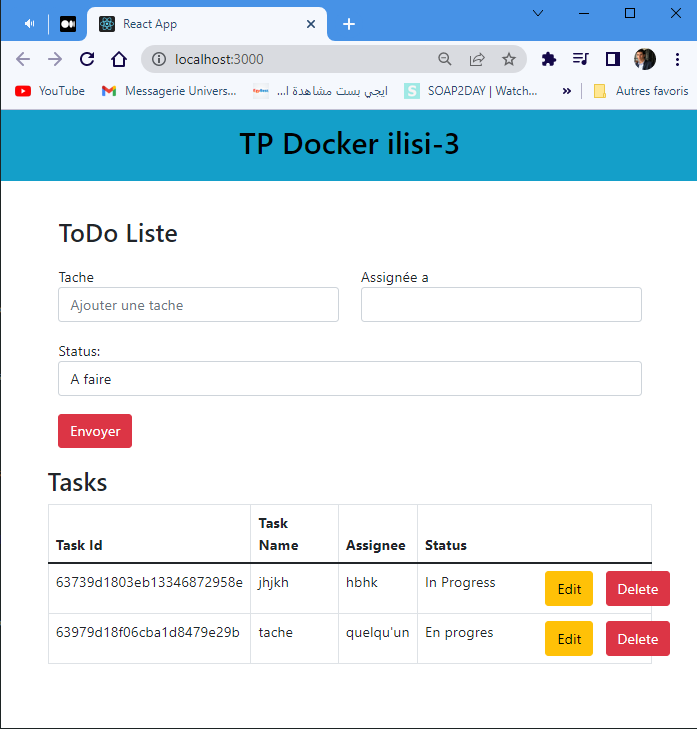 React App
localhost:3000
YouTube
Messagerie Univers...
ايجي بست مشاهدة ا...
SOAP2DAY | Watch...
»
Autres favoris
TP Docker ilisi-3
ToDo Liste
Tache
Assignée a
Ajouter une tache
Status:
A faire
Envoyer
Tasks
Task Id Task Name Assignee Status
63739d1803eb13346872958e jhjkh hbhk In Progress Edit Delete
63979d18f06cba1d8479e29b tache quelqu'un En progres Edit Delete